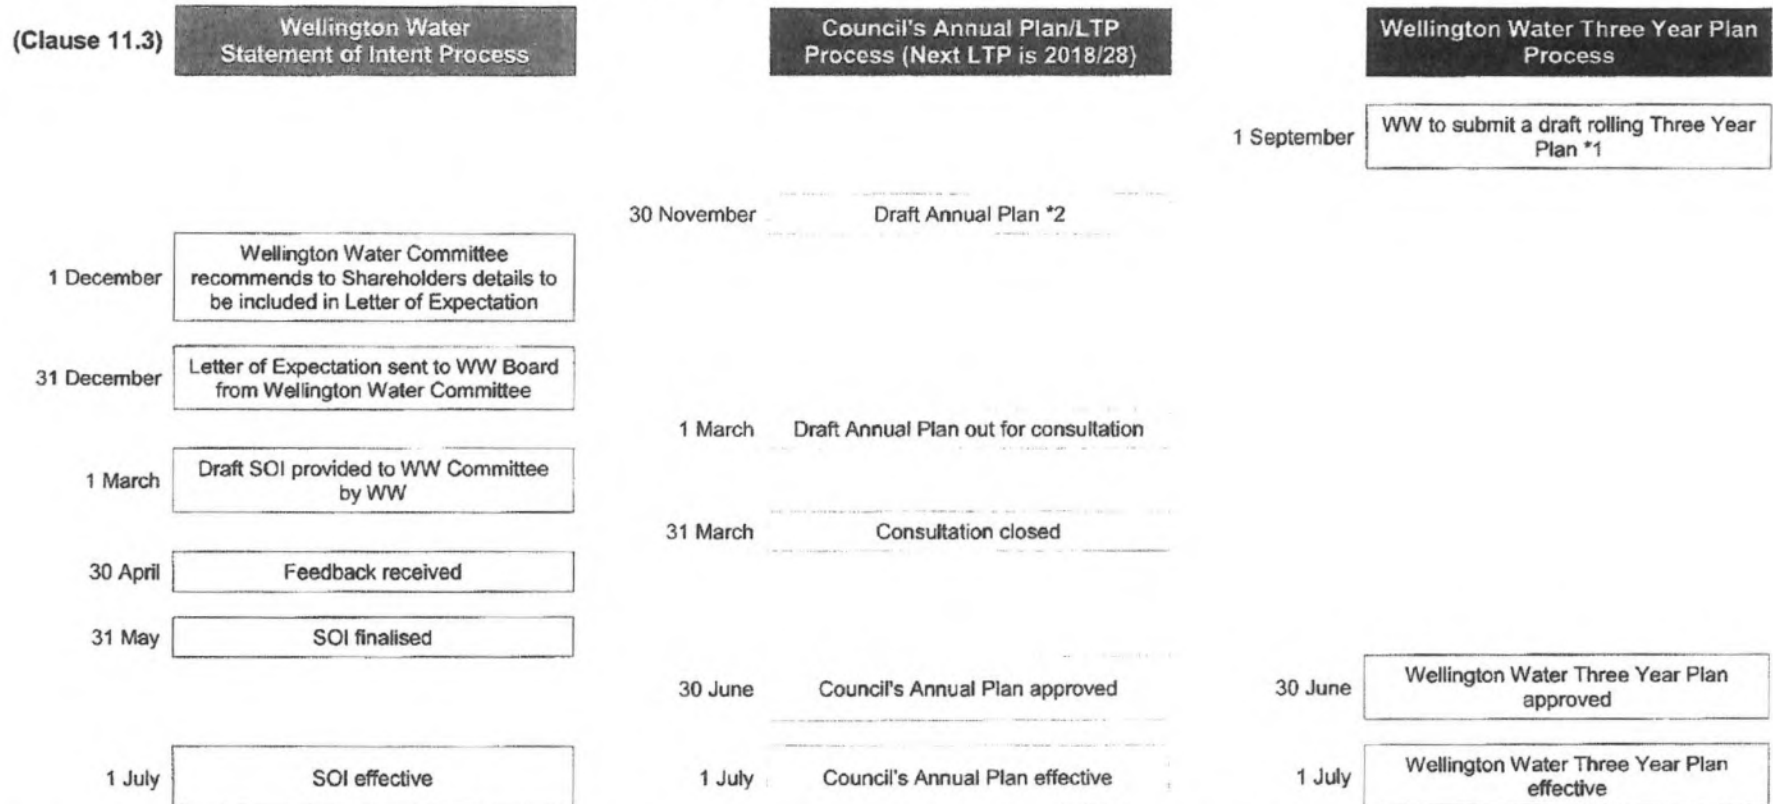 (Clause 11.3)
Wellington Water
Statement of Intent Process
Council's Annual Plan/LTP
Process (Next LTP is 2018/28)
Wellington Water Three Year Plan
Process
1 September
WW to submit a draft rolling Three Year
Plan *1
30 November
Draft Annual Plan *2
1 December
Wellington Water Committee
recommends to Shareholders details to
be included in Letter of Expectation
31 December
Letter of Expectation sent to WW Board
from Wellington Water Committee
1 March
Draft Annual Plan out for consultation
1 March
Draft SOI provided to WW Committee
by WW
31 March
Consultation closed
30 April
Feedback received
31 May
SOI finalised
30 June
Council's Annual Plan approved
30 June
Wellington Water Three Year Plan
approved
1 July
SOI effective
1 July
Council's Annual Plan effective
1 July
Wellington Water Three Year Plan
effective